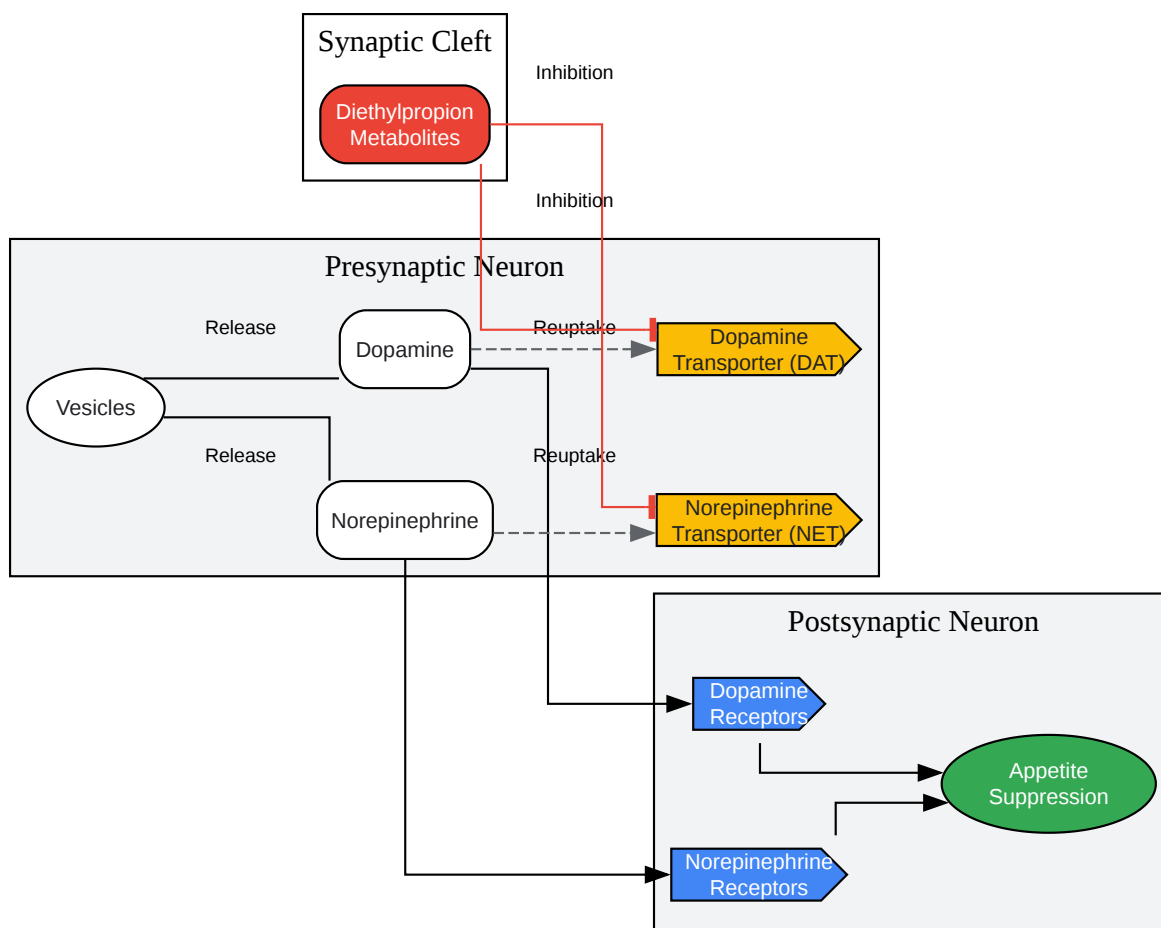 Synaptic Cleft
Inhibition
Diethylpropion
Metabolites
Inhibition
Presynaptic Neuron
Release
Reuptake
Dopamine
Dopamine
Transporter (DAT)
Vesicles
Release
Reuptake
Norepinephrine
Norepinephrine
Transporter (NET)
Postsynaptic Neuron
Dopamine
Receptors
Appetite
Suppression
Norepinephrine
Receptors